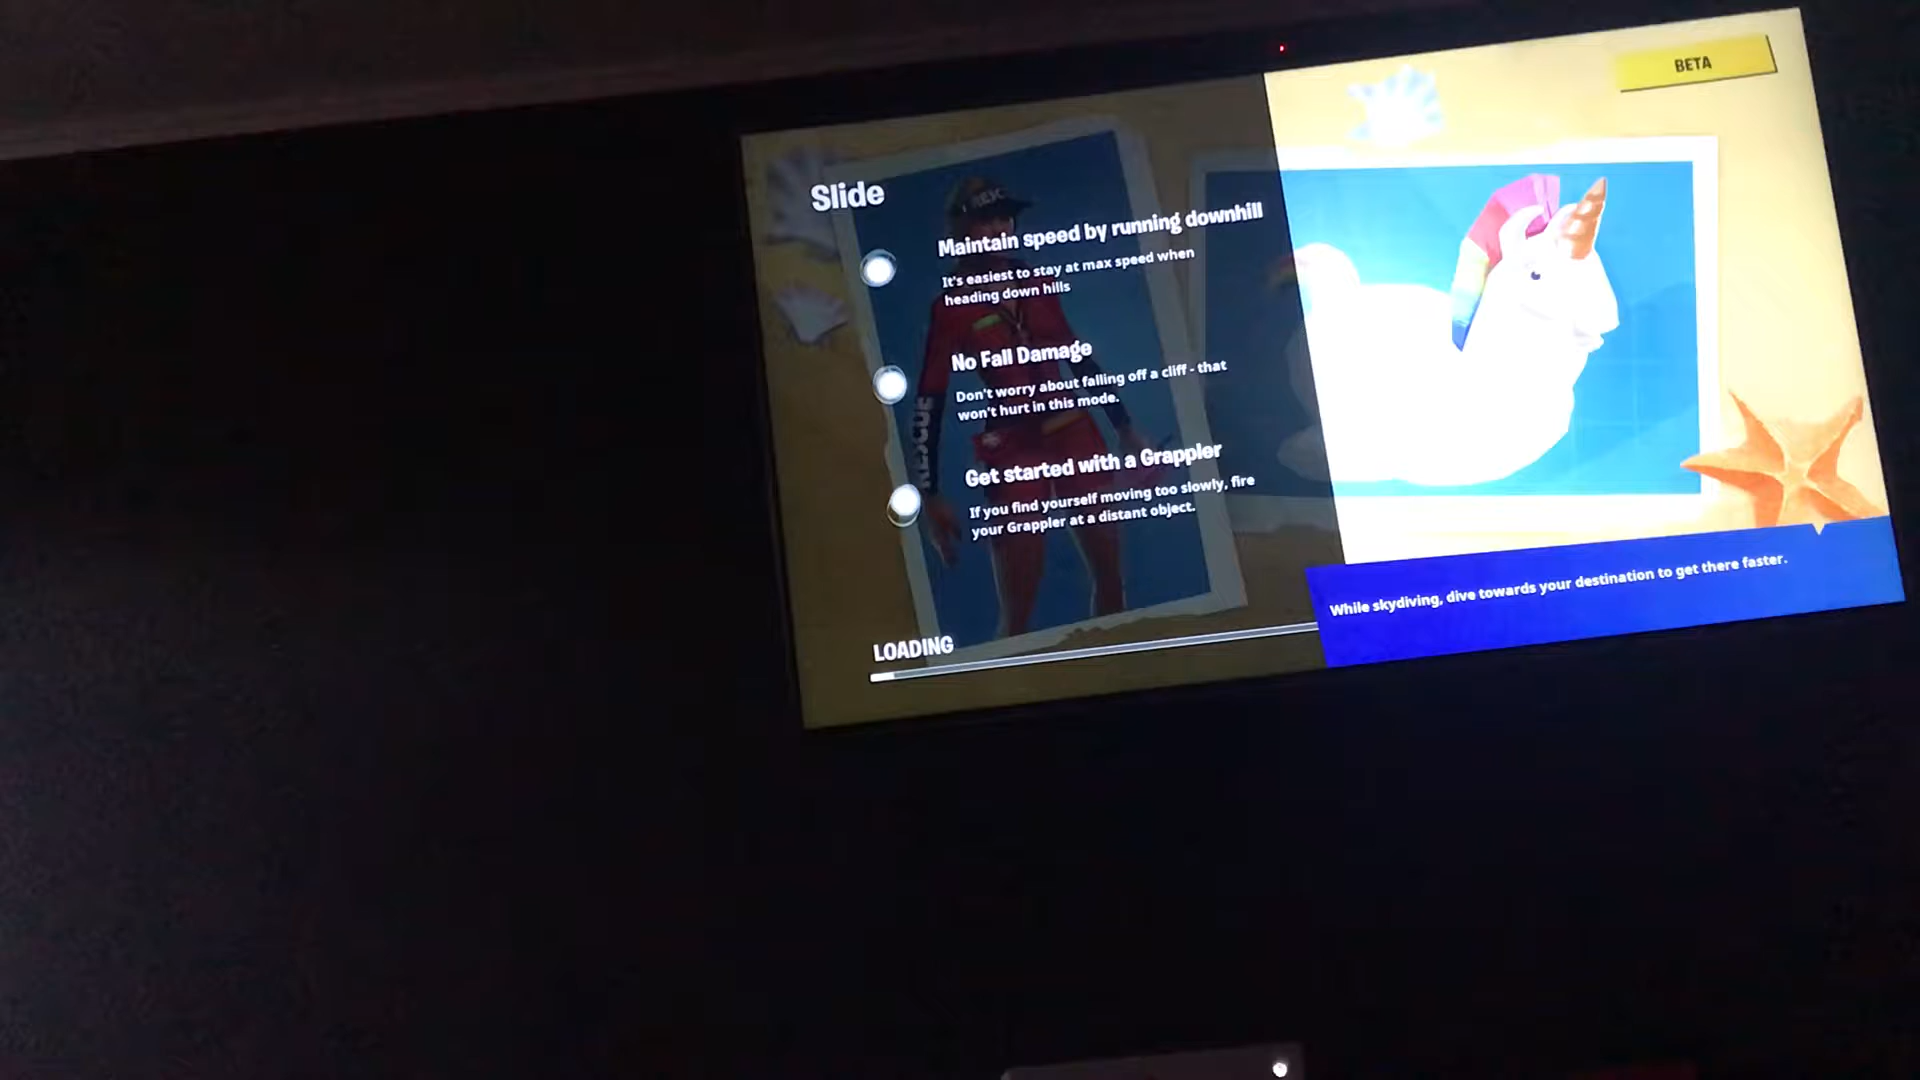 BETA
Slide
Maintain speed by running downhill
It's easiest to stay at max speed when
heading down hills
No Fall Damage
Don't worry about falling off a cliff - that
won't hurt in this mode.
Get started with a Grappler
If you find yourself moving too slowly, fire
your Grappler at a distant object.
RESCUE
LOADING
While skydiving, dive towards your destination to get there faster.